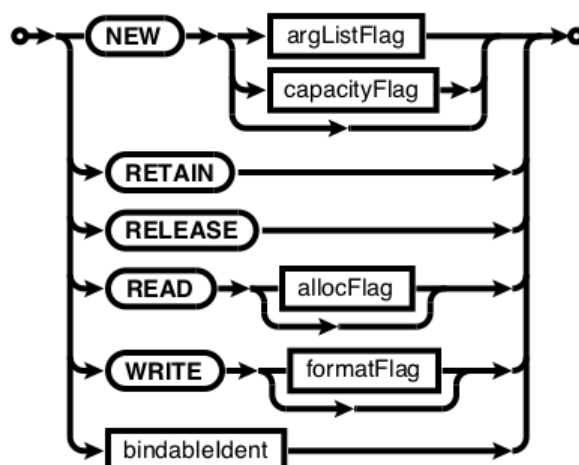 NEW argListFlag
capacityFlag
RETAIN
RELEASE
READ allocFlag
WRITE formatFlag
bindableIdent